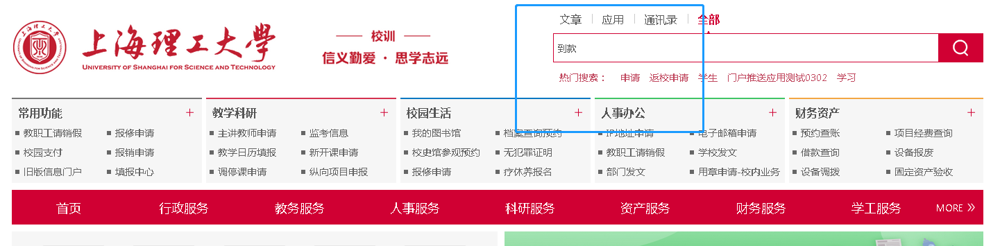 文章 应用 通讯录 全部
上海理工大学
UNIVERSITY OF SHANGHAI FOR SCIENCE AND TECHNOLOGY
校训
信义勤爱 · 思学志远
到款
热门搜索： 申请 返校申请 学生 门户推送应用测试0302 学习
常用功能 +
教职工请销假 报修申请
校园支付 报销申请
旧版信息门户 填报中心
教学科研 +
主讲教师申请 监考信息
教学日历填报 新开课申请
调停课申请 纵向项目申报
校园生活 +
我的图书馆 档案查询预约
校史馆参观预约 无犯罪证明
报修申请 疗休养报名
人事办公 +
IP地址申请 电子邮箱申请
教职工请销假 学校发文
部门发文 用章申请-校内业务
财务资产 +
预约查账 项目经费查询
借款查询 设备报废
设备调拨 固定资产验收
首页 行政服务 教务服务 人事服务 科研服务 资产服务 财务服务 学工服务 MORE »